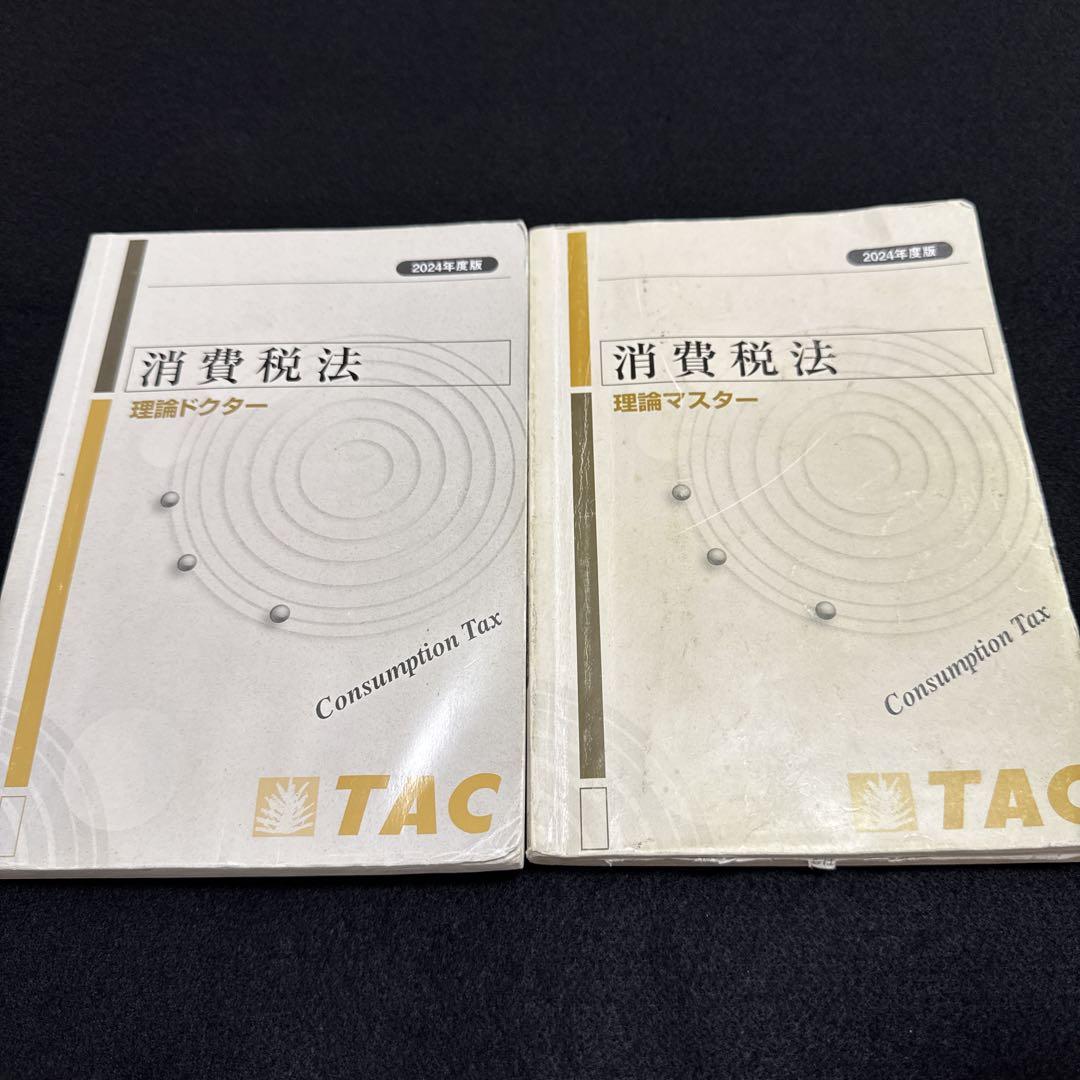 2024年度版
消費税法
理論ドクター
Consumption Tax
TAC
2024年度版
消費税法
理論マスター
Consumption Tax
TAC